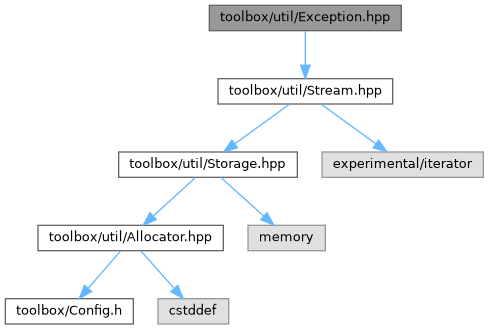 toolbox/util/Exception.hpp
toolbox/util/Stream.hpp
toolbox/util/Storage.hpp
experimental/iterator
toolbox/util/Allocator.hpp
memory
toolbox/Config.h
cstddef